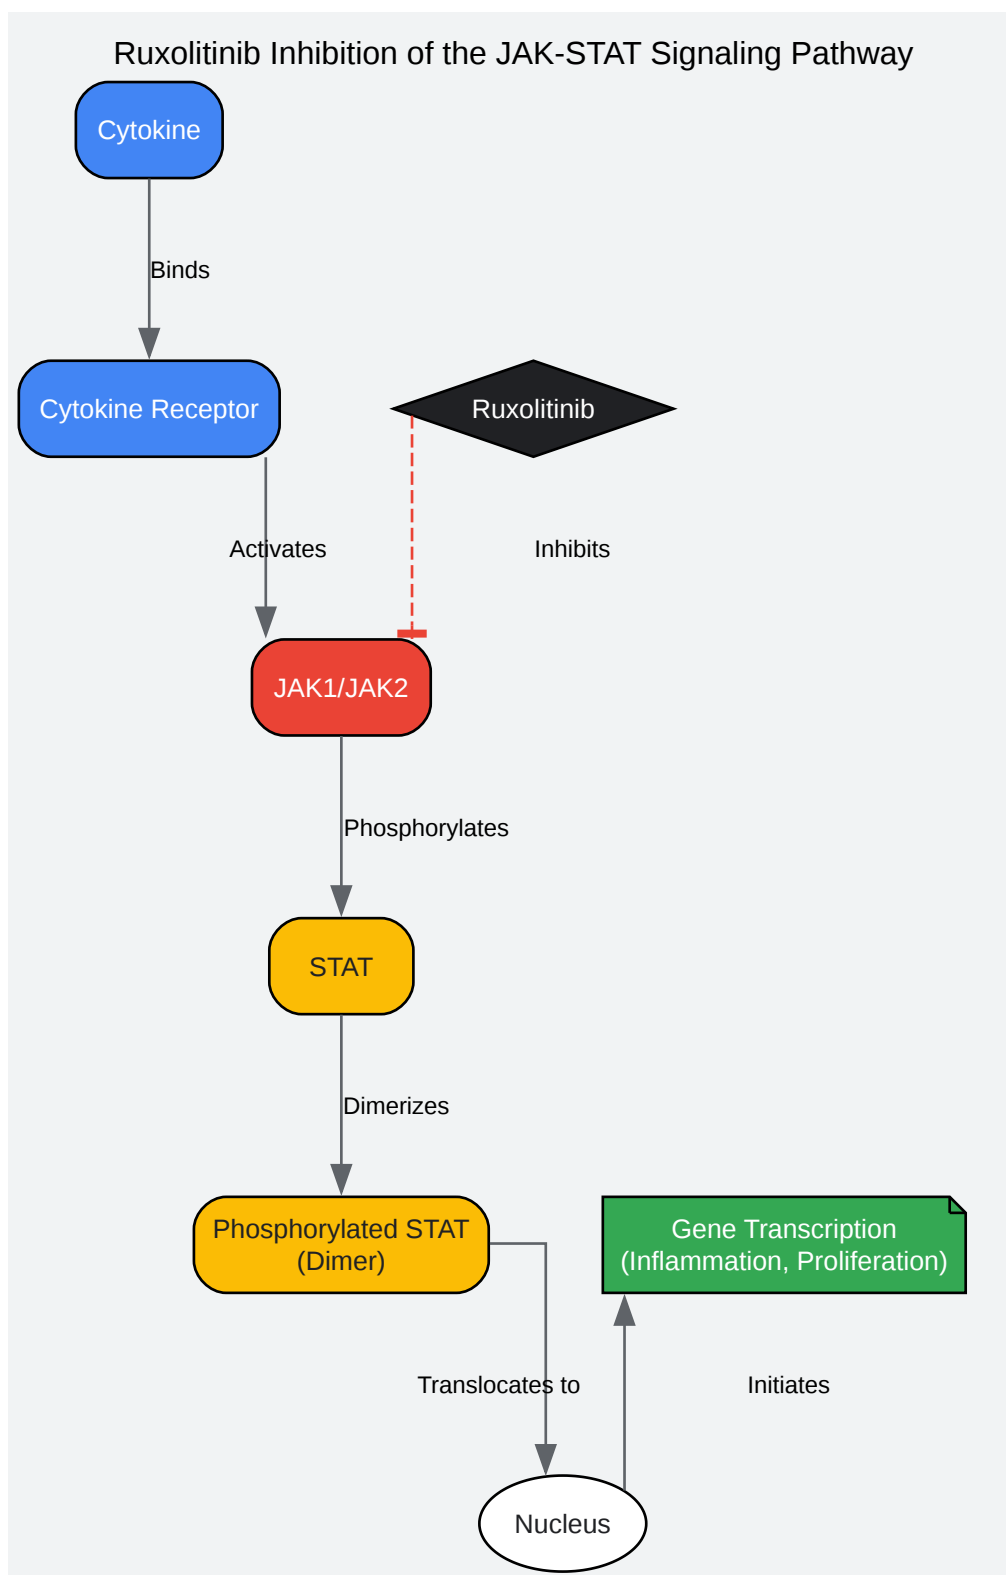 Ruxolitinib Inhibition of the JAK-STAT Signaling Pathway
Cytokine
Binds
Cytokine Receptor
Ruxolitinib
Activates
Inhibits
JAK1/JAK2
Phosphorylates
STAT
Dimerizes
Phosphorylated STAT
(Dimer)
Gene Transcription
(Inflammation, Proliferation)
Translocates to
Initiates
Nucleus